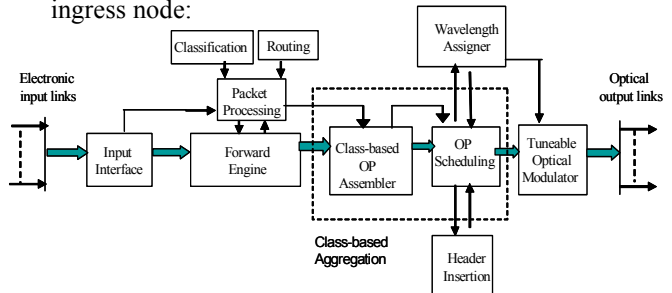 ingress node:
Classification
Routing
Wavelength
Assigner
Electronic
input links
Packet
Processing
Optical
output links
Input
Interface
Forward
Engine
Class-based
OP
Assembler
OP
Scheduling
Tuneable
Optical
Modulator
Class-based
Aggregation
Header
Insertion